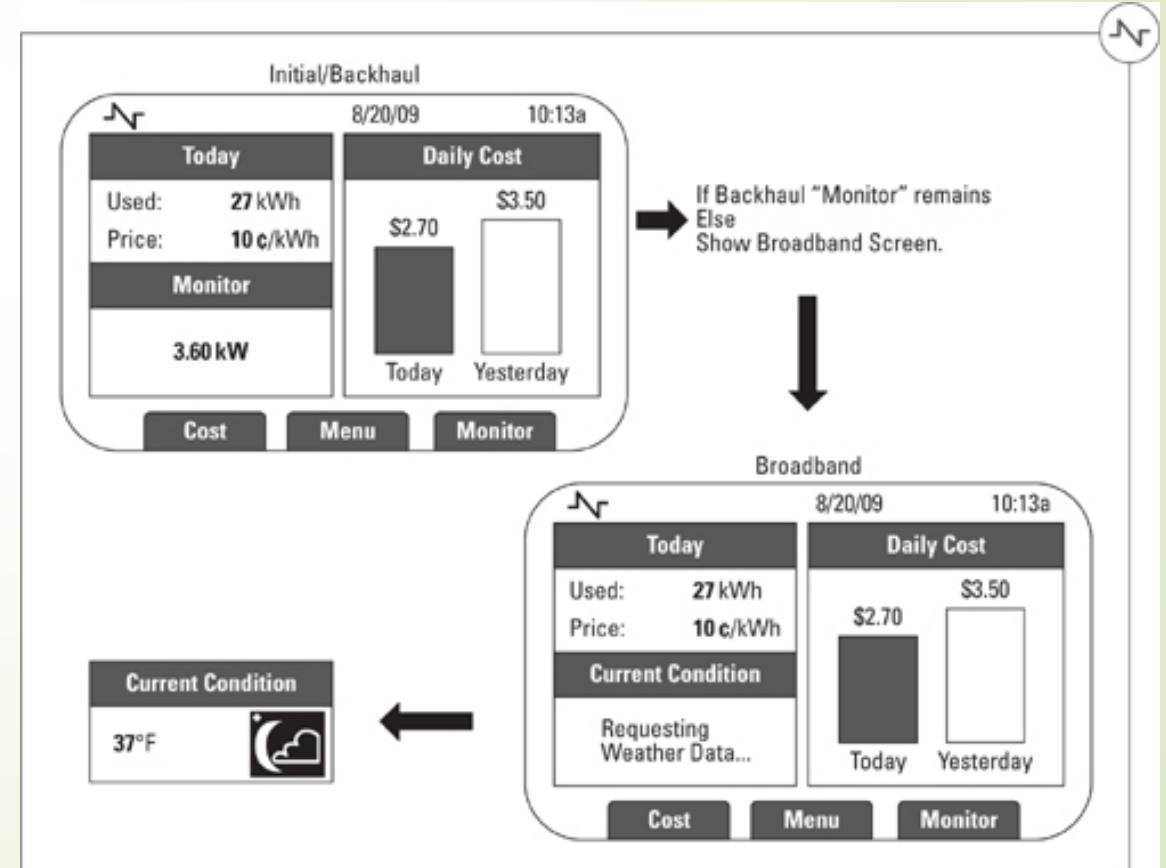 Initial/Backhaul
8/20/09 10:13a
Today
Used: 27 kWh
Price: 10 c/kWh
Monitor
3.60 kW
Daily Cost
$3.50
$2.70
Today Yesterday
Cost Menu Monitor
If Backhaul “Monitor” remains
Else
Show Broadband Screen.
Broadband
8/20/09 10:13a
Today
Used: 27 kWh
Price: 10 c/kWh
Current Condition
Requesting
Weather Data...
Daily Cost
$3.50
$2.70
Today Yesterday
Cost Menu Monitor
Current Condition
37°F